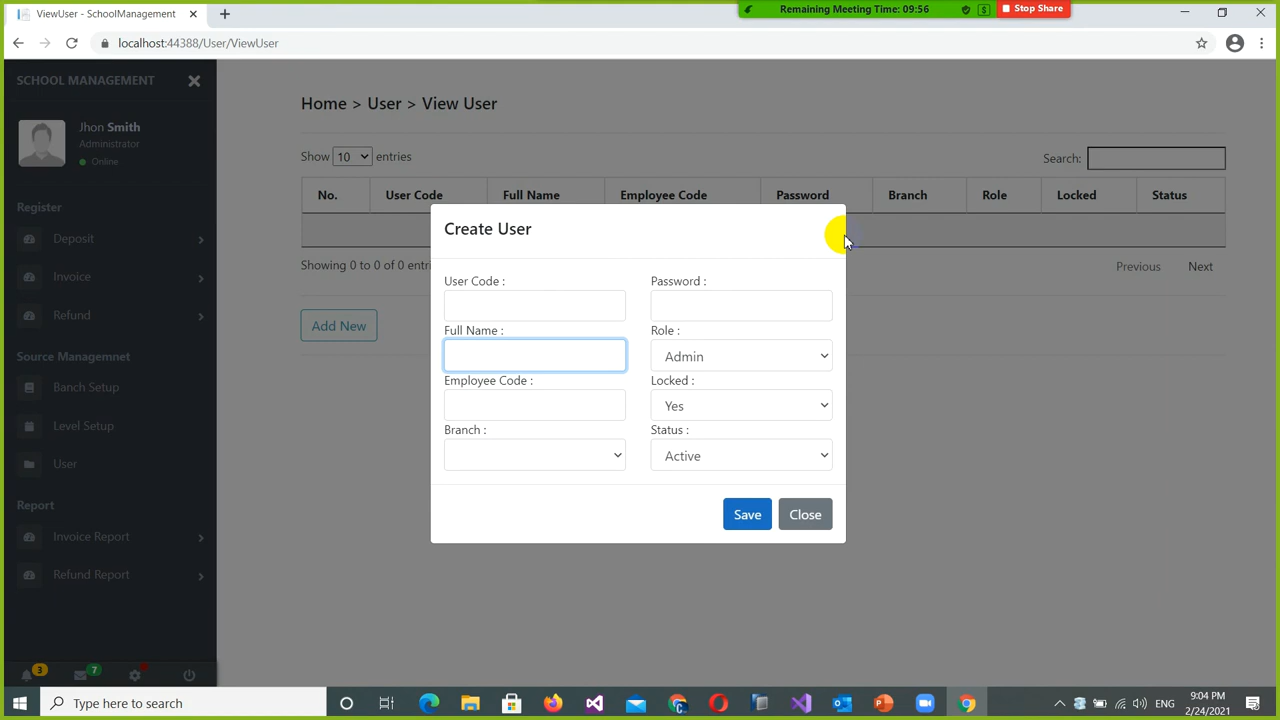 ViewUser - SchoolManagement
Remaining Meeting Time: 09:56
Stop Share
localhost:44388/User/ViewUser
SCHOOL MANAGEMENT
Jhon Smith
Administrator
Online
Register
Deposit
Invoice
Refund
Source Managemnet
Banch Setup
Level Setup
User
Report
Invoice Report
Refund Report
3
7
Home > User > View User
Show 10 entries
Search:
No. User Code Full Name Employee Code Password Branch Role Locked Status
Showing 0 to 0 of 0 entri
Previous Next
Add New
Create User
User Code :
Password :
Full Name :
Role :
Admin
Employee Code :
Locked :
Yes
Branch :
Status :
Active
Save Close
Type here to search
ENG
9:04 PM
2/24/2021